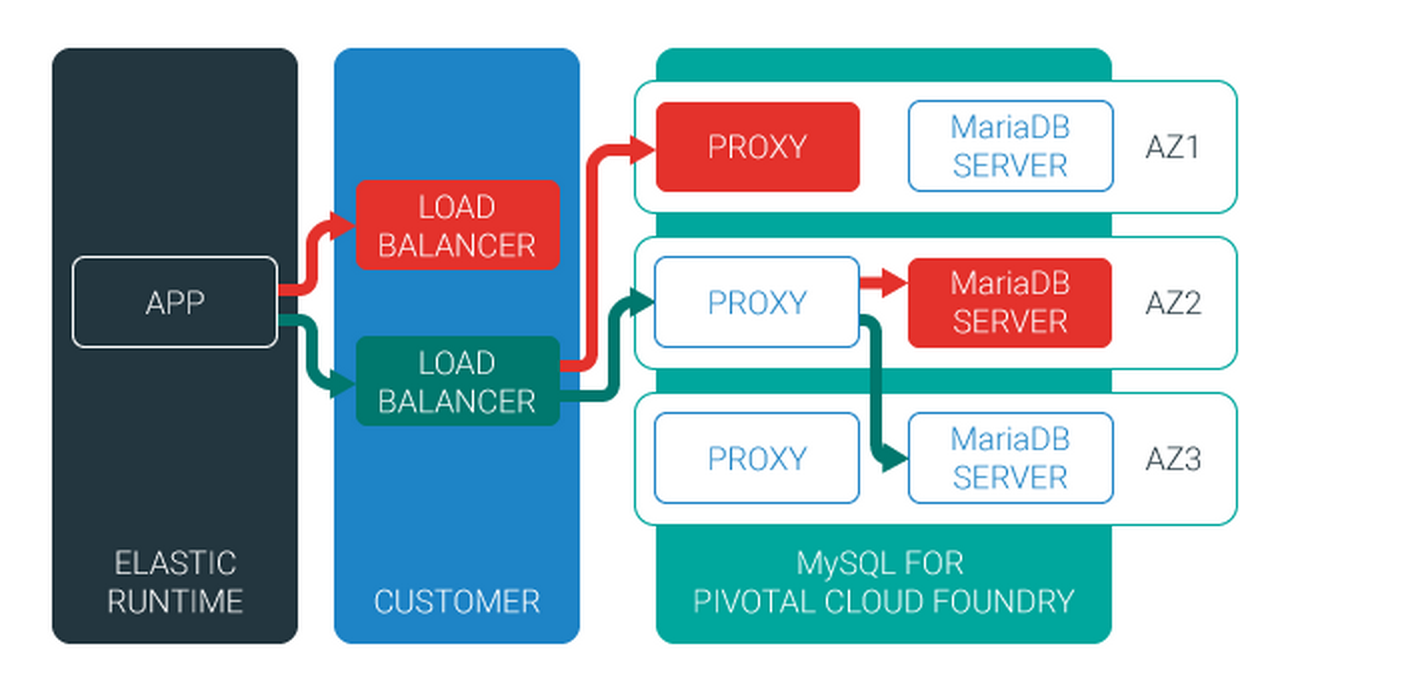 PROXY
MariaDB
SERVER
AZ1
LOAD
BALANCER
APP
PROXY
MariaDB
SERVER
AZ2
LOAD
BALANCER
PROXY
MariaDB
SERVER
AZ3
ELASTIC
RUNTIME
CUSTOMER
MySQL FOR
PIVOTAL CLOUD FOUNDRY